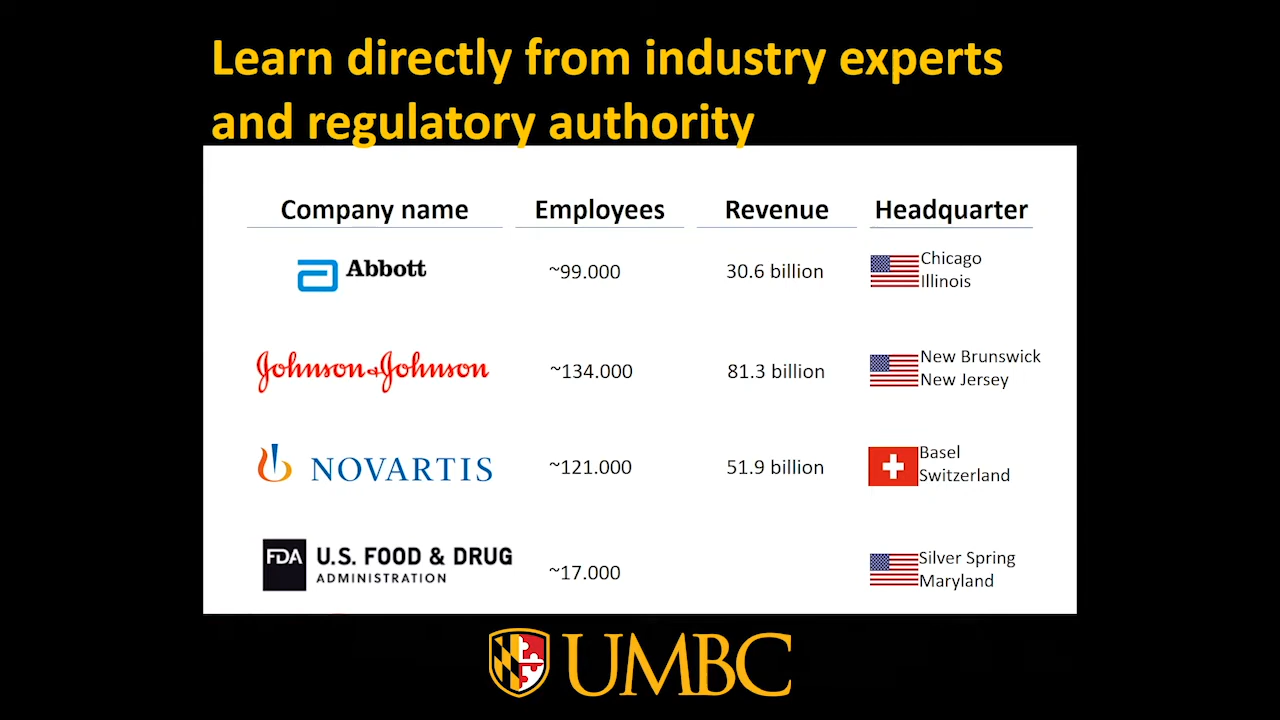 Learn directly from industry experts
and regulatory authority
Company name Employees Revenue Headquarter
Abbott ~99.000 30.6 billion Chicago
Illinois
Johnson & Johnson ~134.000 81.3 billion New Brunswick
New Jersey
NOVARTIS ~121.000 51.9 billion Basel
Switzerland
FDA U.S. FOOD & DRUG
ADMINISTRATION ~17.000 Silver Spring
Maryland
UMBC